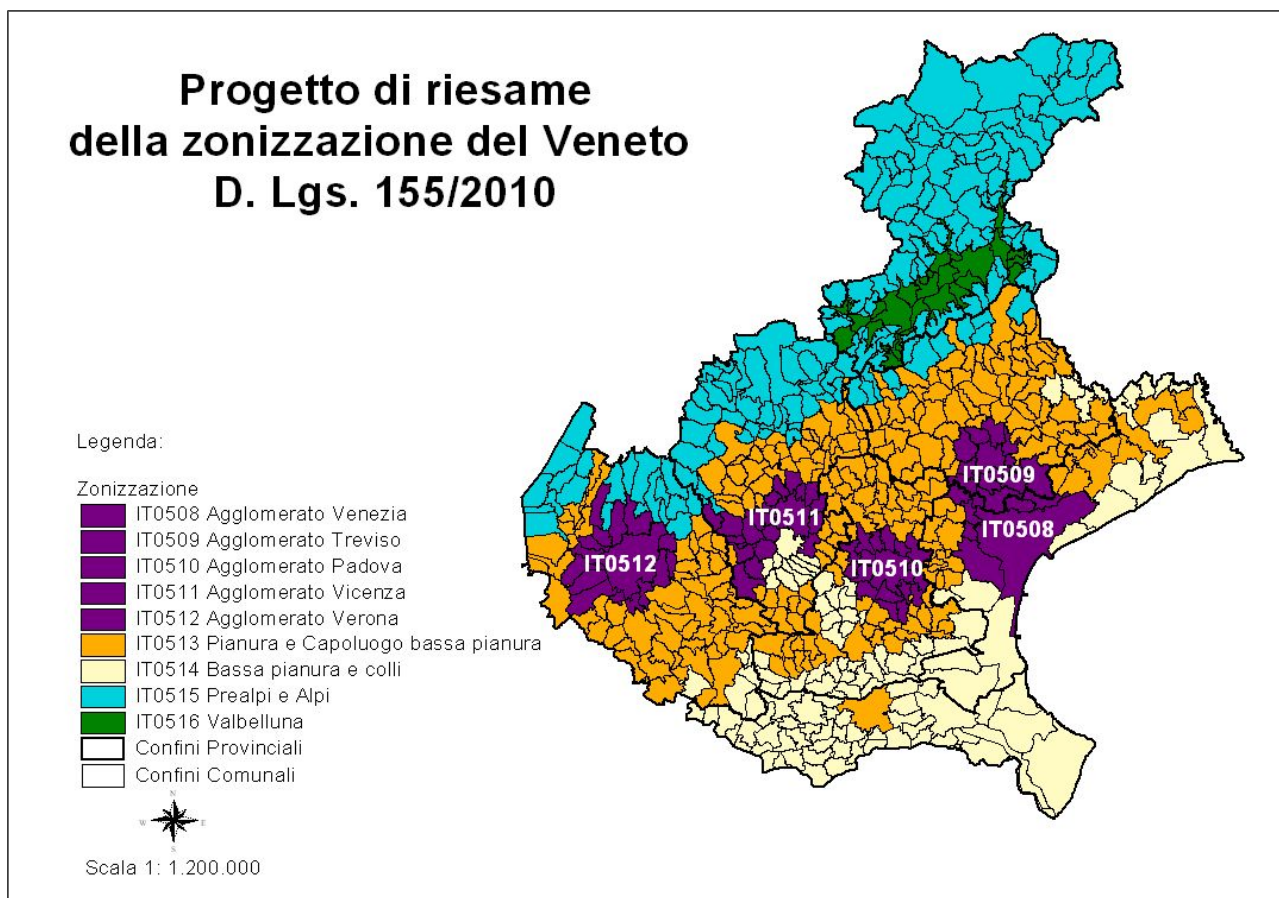 Progetto di riesame
della zonizzazione del Veneto
D. Lgs. 155/2010
IT0509
IT0511
IT0508
IT0512
IT0510
Legenda:
Zonizzazione
IT0508 Agglomerato Venezia
IT0509 Agglomerato Treviso
IT0510 Agglomerato Padova
IT0511 Agglomerato Vicenza
IT0512 Agglomerato Verona
IT0513 Pianura e Capoluogo bassa pianura
IT0514 Bassa pianura e colli
IT0515 Prealpi e Alpi
IT0516 Valbelluna
Confini Provinciali
Confini Comunali
N
W E
S
Scala 1: 1.200.000